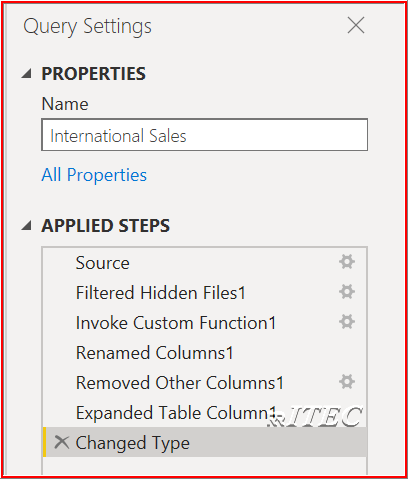 Query Settings
PROPERTIES
Name
International Sales
All Properties
APPLIED STEPS
Source
Filtered Hidden Files1
Invoke Custom Function1
Renamed Columns1
Removed Other Columns1
Expanded Table Column1
ITEC
Changed Type